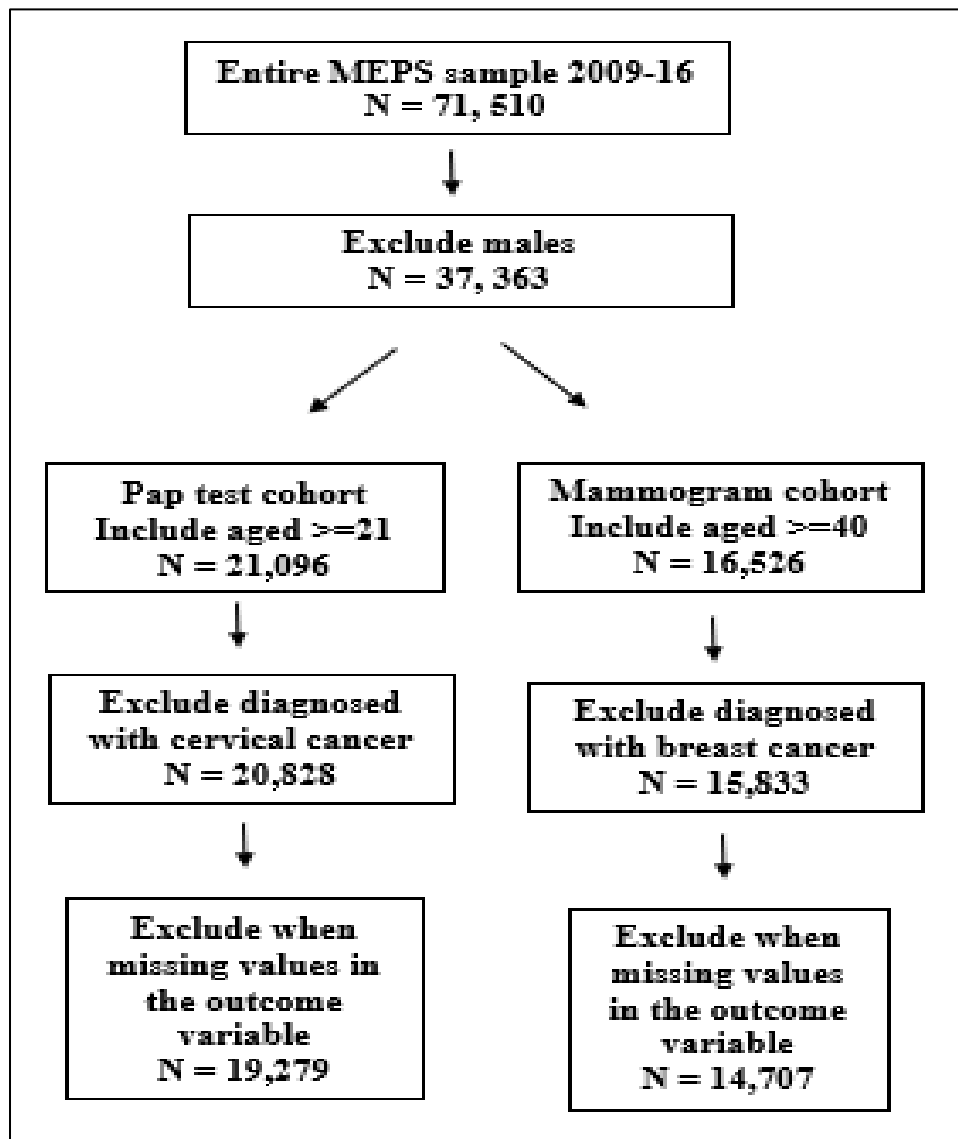 Entire MEPS sample 2009-16
N = 71, 510
Exclude males
N = 37, 363
Pap test cohort
Include aged >=21
N = 21,096
Mammogram cohort
Include aged >=40
N = 16,526
Exclude diagnosed
with cervical cancer
N = 20,828
Exclude diagnosed
with breast cancer
N = 15,833
Exclude when
missing values in
the outcome
variable
N = 19,279
Exclude when
missing values
in the outcome
variable
N = 14,707